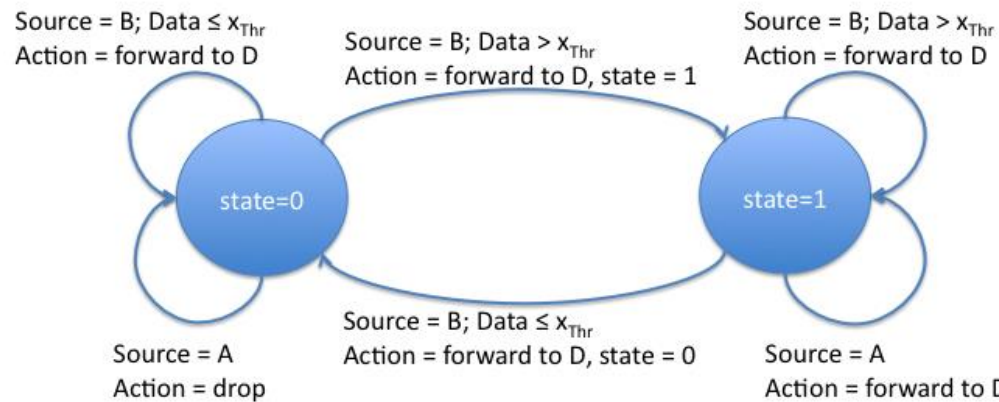 Source = B; Data ≤ xThr
Action = forward to D
Source = B; Data > xThr
Action = forward to D, state = 1
Source = B; Data > xThr
Action = forward to D
state=0
state=1
Source = B; Data ≤ xThr
Action = forward to D, state = 0
Source = A
Action = drop
Source = A
Action = forward to D